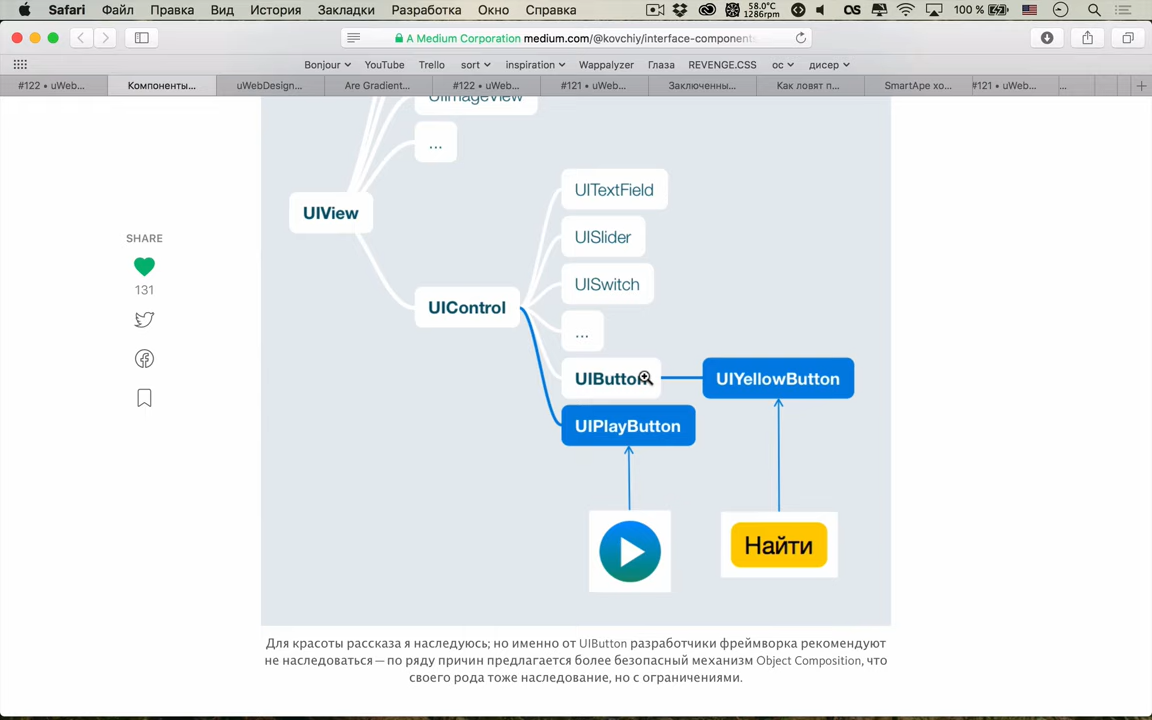 Safari Файл Правка Вид История Закладки Разработка Окно Справка 58.0°C 1286rpm 100 %
A Medium Corporation medium.com/@kovchiy/interface-component
Bonjour YouTube Trello sort inspiration Wappalyzer Глаза REVENGE.CSS ос дисер
#122 • uWeb... Компоненты... uWebDesign... Are Gradient... #122 • uWeb... #121 • uWeb... Заключенны... Как ловят п... SmartApe хо... #121 • uWe... ...
UIImageView
...
UITextField
UIView
UISlider
SHARE
131
UISwitch
UIControl
...
UIButton UIYellowButton
UIPlayButton
Найти
Для красоты рассказа я наследуюсь; но именно от UIButton разработчики фреймворка рекомендуют
не наследоваться — по ряду причин предлагается более безопасный механизм Object Composition, что
своего рода тоже наследование, но с ограничениями.